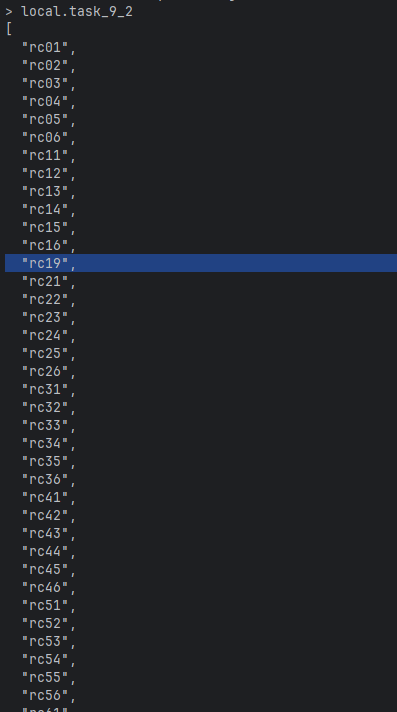 > local.task_9_2
[
"rc01",
"rc02",
"rc03",
"rc04",
"rc05",
"rc06",
"rc11",
"rc12",
"rc13",
"rc14",
"rc15",
"rc16",
"rc19",
"rc21",
"rc22",
"rc23",
"rc24",
"rc25",
"rc26",
"rc31",
"rc32",
"rc33",
"rc34",
"rc35",
"rc36",
"rc41",
"rc42",
"rc43",
"rc44",
"rc45",
"rc46",
"rc51",
"rc52",
"rc53",
"rc54",
"rc55",
"rc56",